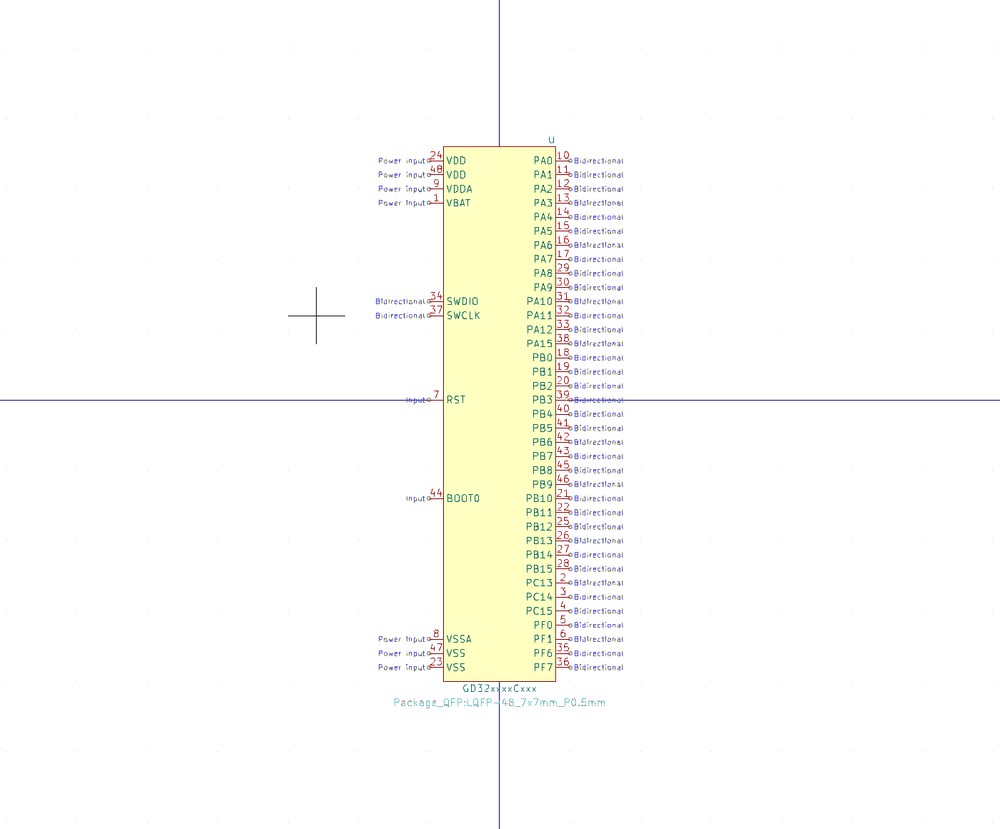 U
Power Input 24 VDD PA0 10 Bidirectional
Power Input 48 VDD PA1 11 Bidirectional
Power Input 9 VDDA PA2 12 Bidirectional
Power Input 1 VBAT PA3 13 Bidirectional
PA4 14 Bidirectional
PA5 15 Bidirectional
PA6 16 Bidirectional
PA7 17 Bidirectional
PA8 29 Bidirectional
PA9 30 Bidirectional
Bidirectional 34 SWDIO PA10 31 Bidirectional
Bidirectional 37 SWCLK PA11 32 Bidirectional
PA12 33 Bidirectional
PA15 38 Bidirectional
PB0 18 Bidirectional
PB1 19 Bidirectional
PB2 20 Bidirectional
Input 7 RST PB3 39 Bidirectional
PB4 40 Bidirectional
PB5 41 Bidirectional
PB6 42 Bidirectional
PB7 43 Bidirectional
PB8 45 Bidirectional
PB9 46 Bidirectional
Input 44 BOOT0 PB10 21 Bidirectional
PB11 22 Bidirectional
PB12 25 Bidirectional
PB13 26 Bidirectional
PB14 27 Bidirectional
PB15 28 Bidirectional
PC13 2 Bidirectional
PC14 3 Bidirectional
PC15 4 Bidirectional
PF0 5 Bidirectional
Power Input 8 VSSA PF1 6 Bidirectional
Power Input 47 VSS PF6 35 Bidirectional
Power Input 23 VSS PF7 36 Bidirectional
GD32xxxxCxxx
Package_QFP:LQFP-48_7x7mm_P0.5mm